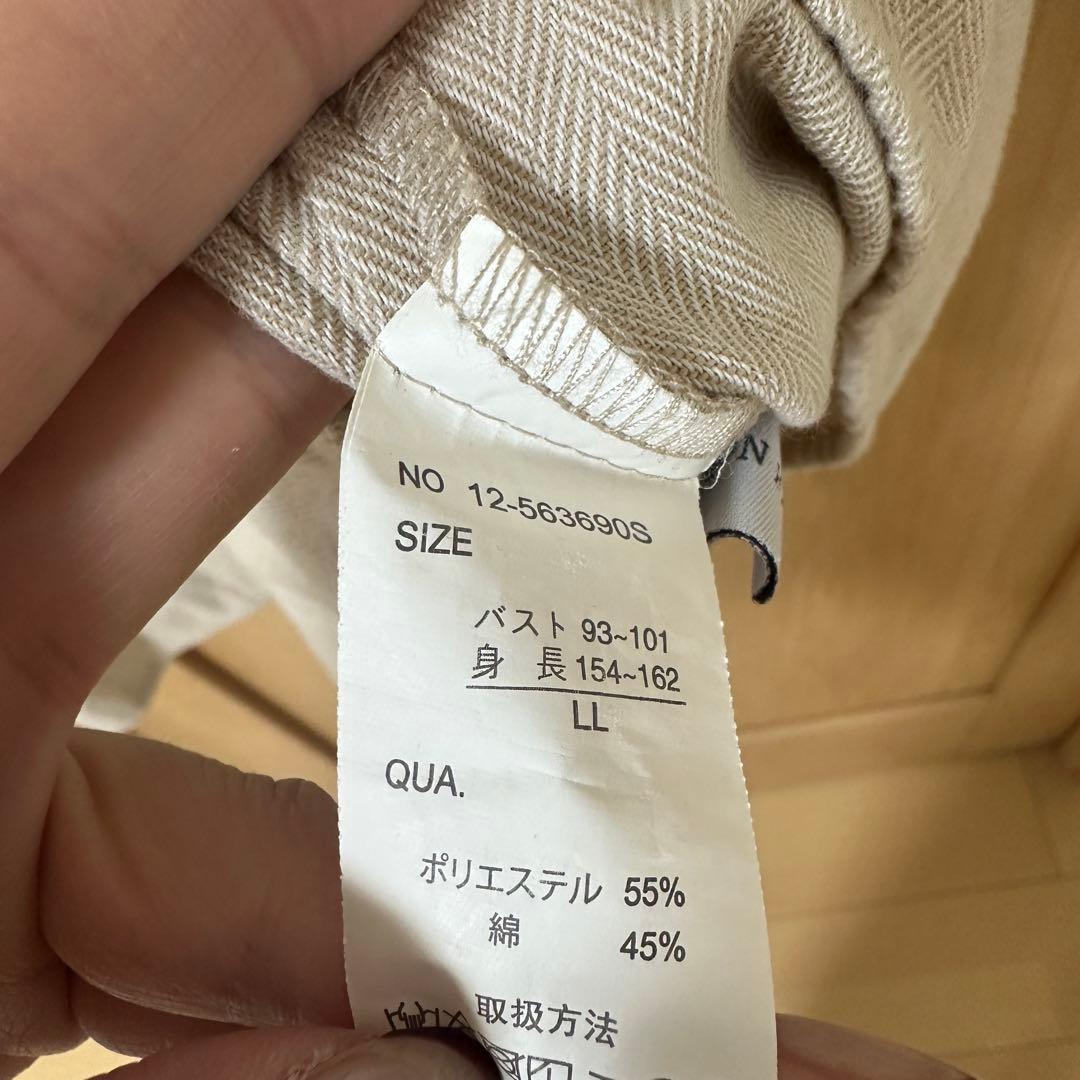 NO 12-563690S
SIZE
バスト 93~101
身 長 154~162
LL
QUA.
ポリエステル 55%
綿 45%
取扱方法